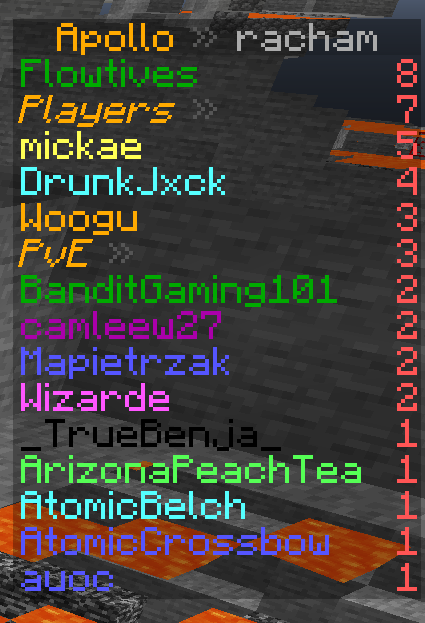 Apollo » racham
Flowtives 8
Players » 7
mickae 5
DrunkJxck 4
Woogu 3
PvE » 3
BanditGaming101 2
camleew27 2
Mapietrzak 2
Wizarde 2
_TrueBenja_ 1
ArizonaPeachTea 1
AtomicBelch 1
AtomicCrossbow 1
avoc 1